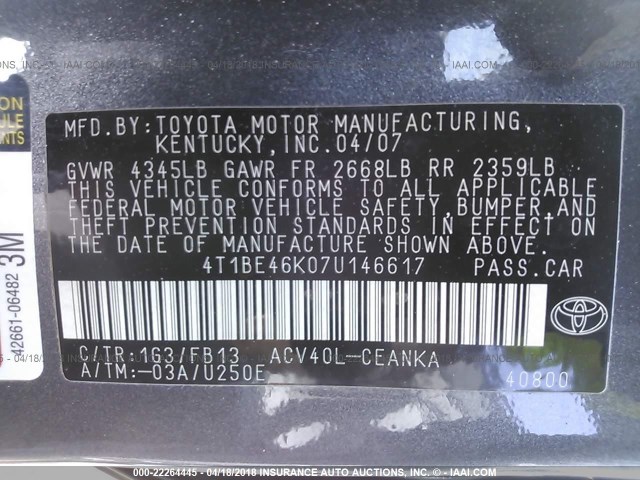 MFD.BY:TOYOTA MOTOR MANUFACTURING,
KENTUCKY,INC.04/07
GVWR 4345LB GAWR FR 2668LB RR 2359LB
THIS VEHICLE CONFORMS TO ALL APPLICABLE
FEDERAL MOTOR VEHICLE SAFETY,BUMPER,AND
THEFT PREVENTION STANDARDS IN EFFECT ON
THE DATE OF MANUFACTURE SHOWN ABOVE.
4T1BE46K07U146617 PASS.CAR
C/TR:1G3/FB13 ACV40L-CEANKA
A/TM:-03A/U250E
40800
42661-06482 3M
000-22264445 - 04/18/2018 - INSURANCE AUTO AUCTIONS, INC. - IAAI.COM